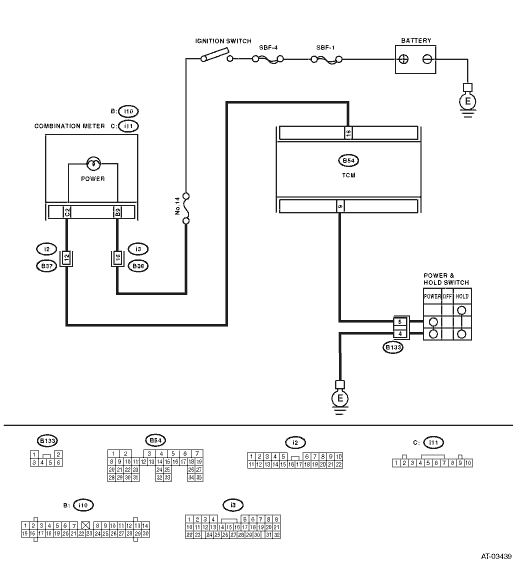 IGNITION SWITCH
SBF-4
SBF-1
BATTERY
E
B: i10
COMBINATION METER C: i11
POWER
C2
B9
No.14
16
B54
TCM
9
i2
12
B37
i3
16
B38
POWER &
HOLD SWITCH
POWER OFF HOLD
5
4
B133
E
B133
1 2
3 4 5 6
B54
1 2 3 4 5 6 7
8 9 10 11 12 13 14 15 16 17 18 19
20 21 22 23 24 25 26 27
28 29 30 31 32 33 34 35
i2
1 2 3 4 5 6 7 8 9 10
11 12 13 14 15 16 17 18 19 20 21 22
C: i11
1 2 3 4 5 6 7 8 9 10
B: i10
1 2 3 4 5 6 7 8 9 10 11 12 13 14
15 16 17 18 19 20 21 22 23 24 25 26 27 28 29 30
i3
1 2 3 4 5 6 7 8 9
10 11 12 13 14 15 16 17 18 19 20 21 22
23 24 25 26 27 28 29 30 31 32
AT-03439